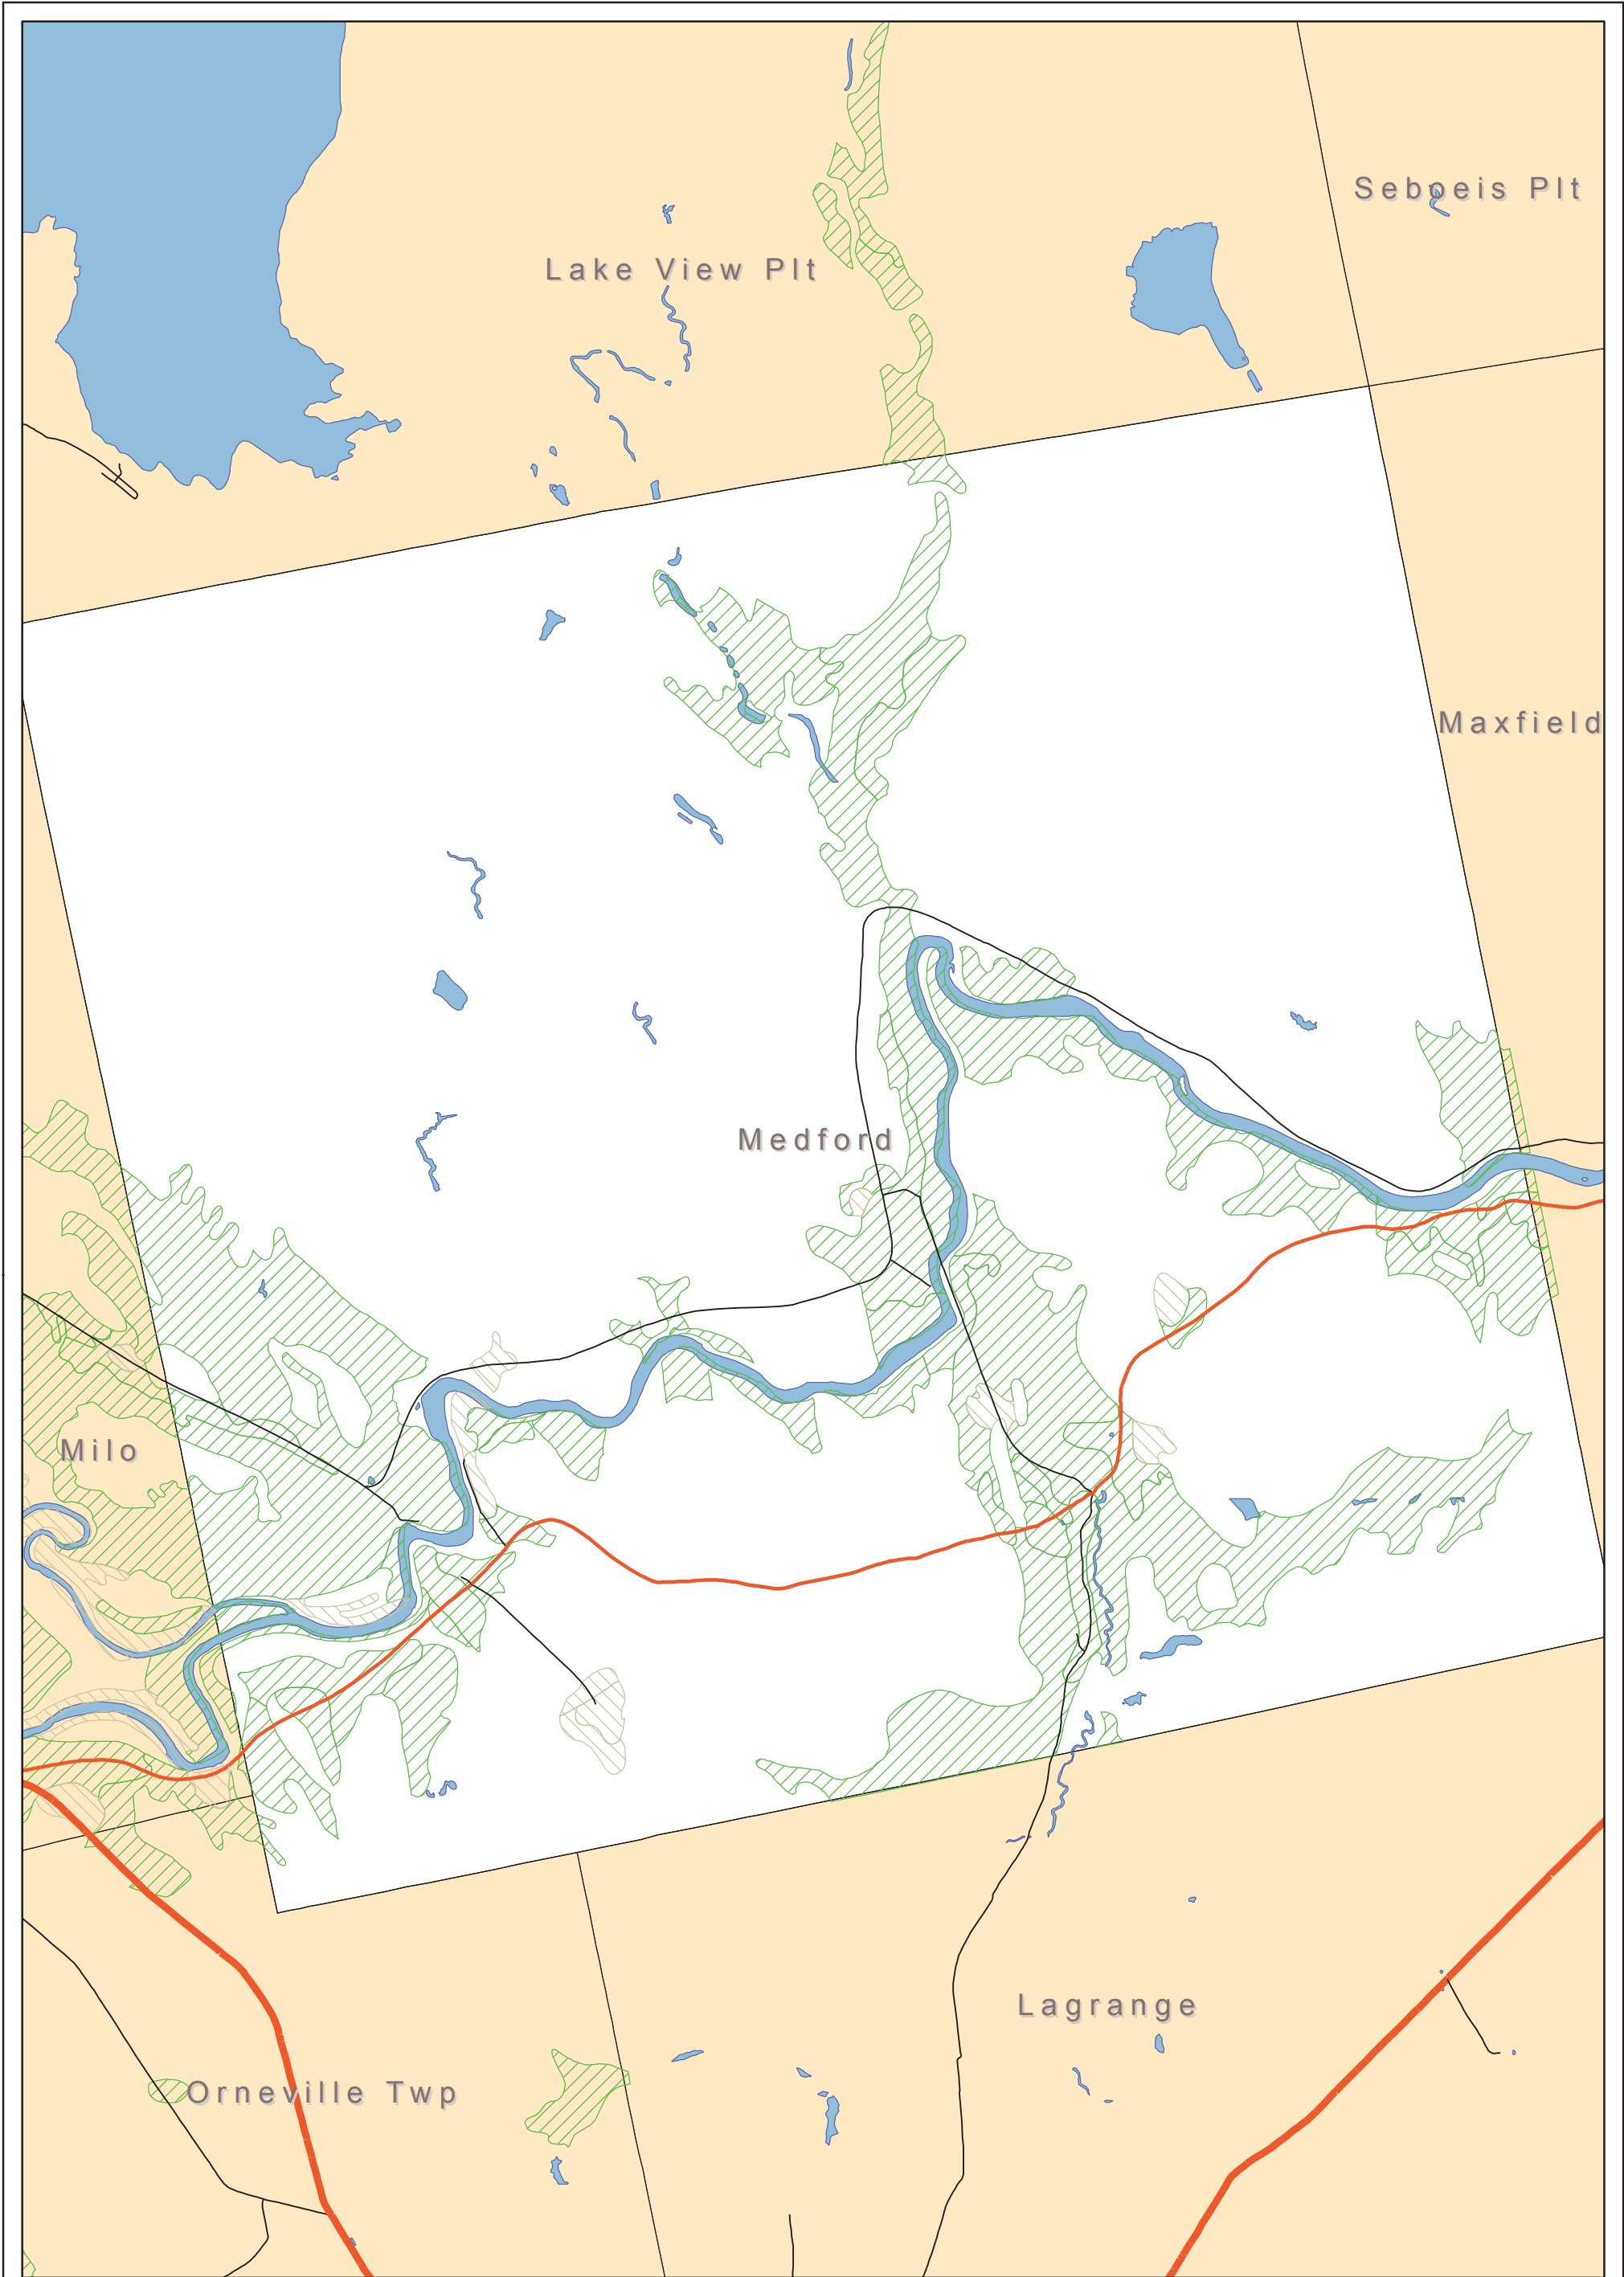 Seboeis Plt
Lake View Plt
Maxfield
Medford
Milo
Lagrange
Orneville Twp